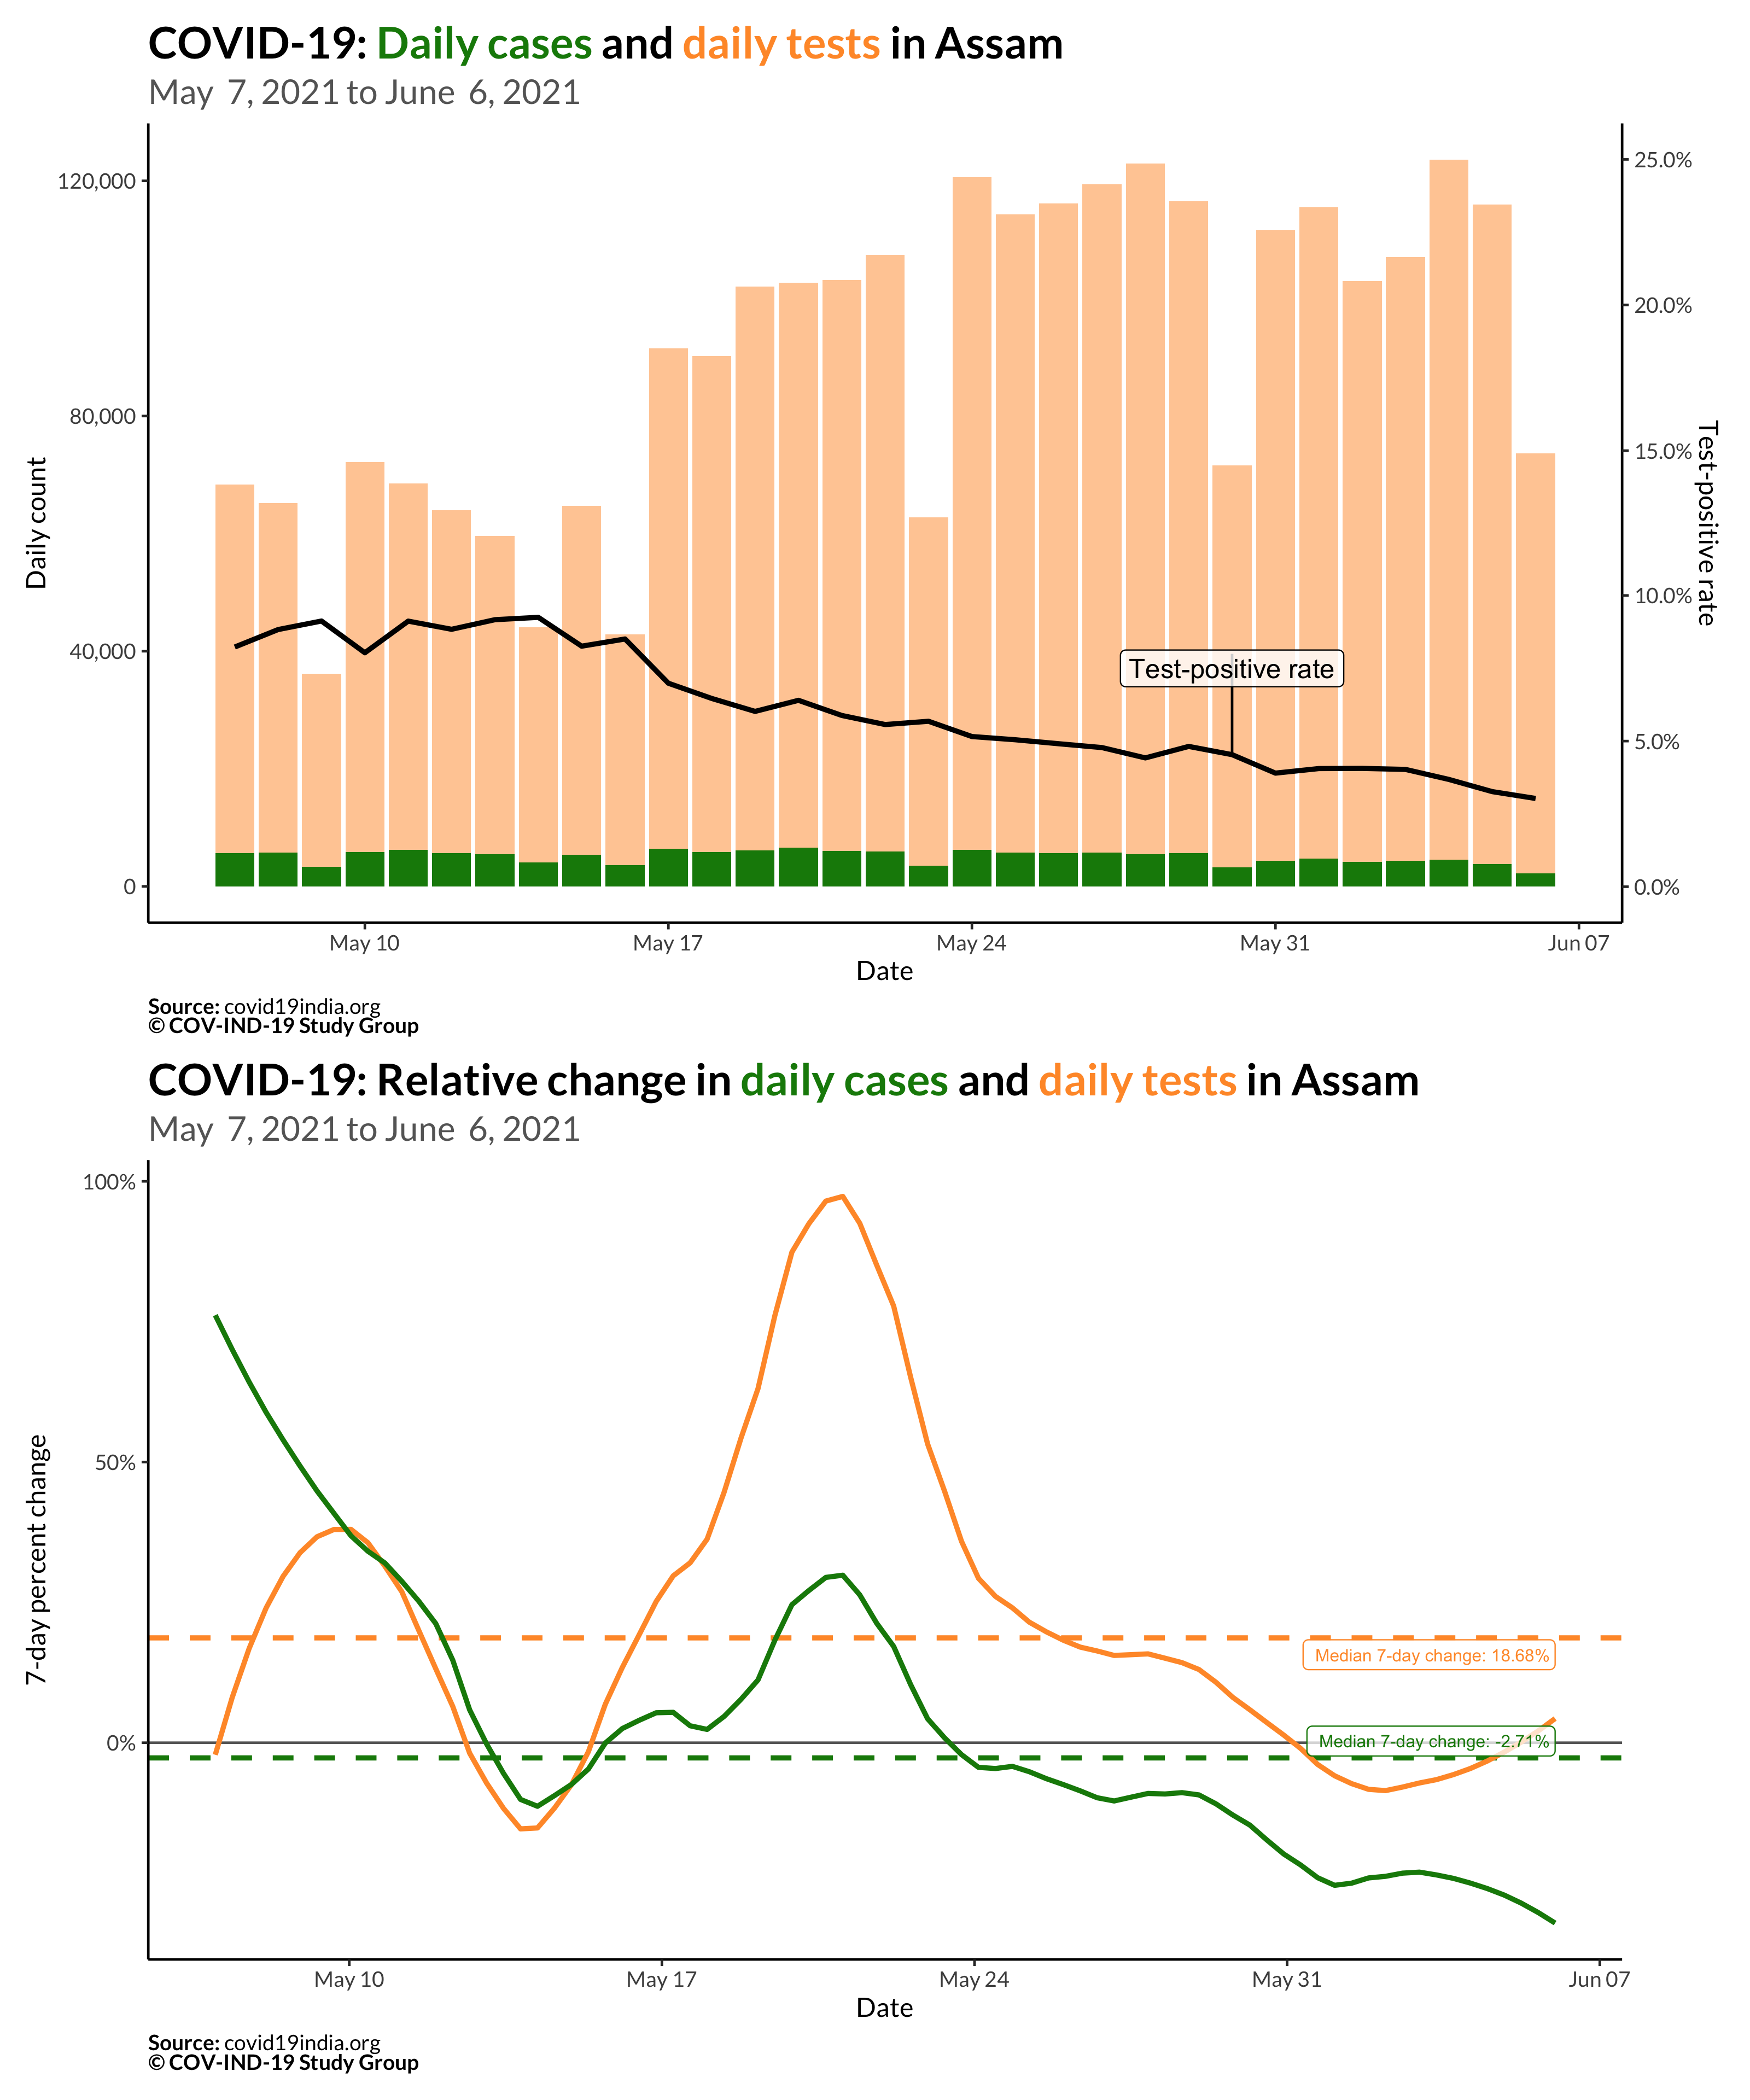 COVID-19: Daily cases and daily tests in Assam
May 7, 2021 to June 6, 2021
120,000
80,000
40,000
0
Daily count
25.0%
20.0%
15.0%
10.0%
5.0%
0.0%
Test-positive rate
Test-positive rate
May 10
May 17
May 24
May 31
Jun 07
Date
Source: covid19india.org
© COV-IND-19 Study Group
COVID-19: Relative change in daily cases and daily tests in Assam
May 7, 2021 to June 6, 2021
100%
50%
0%
7-day percent change
Median 7-day change: 18.68%
Median 7-day change: -2.71%
May 10
May 17
May 24
May 31
Jun 07
Date
Source: covid19india.org
© COV-IND-19 Study Group